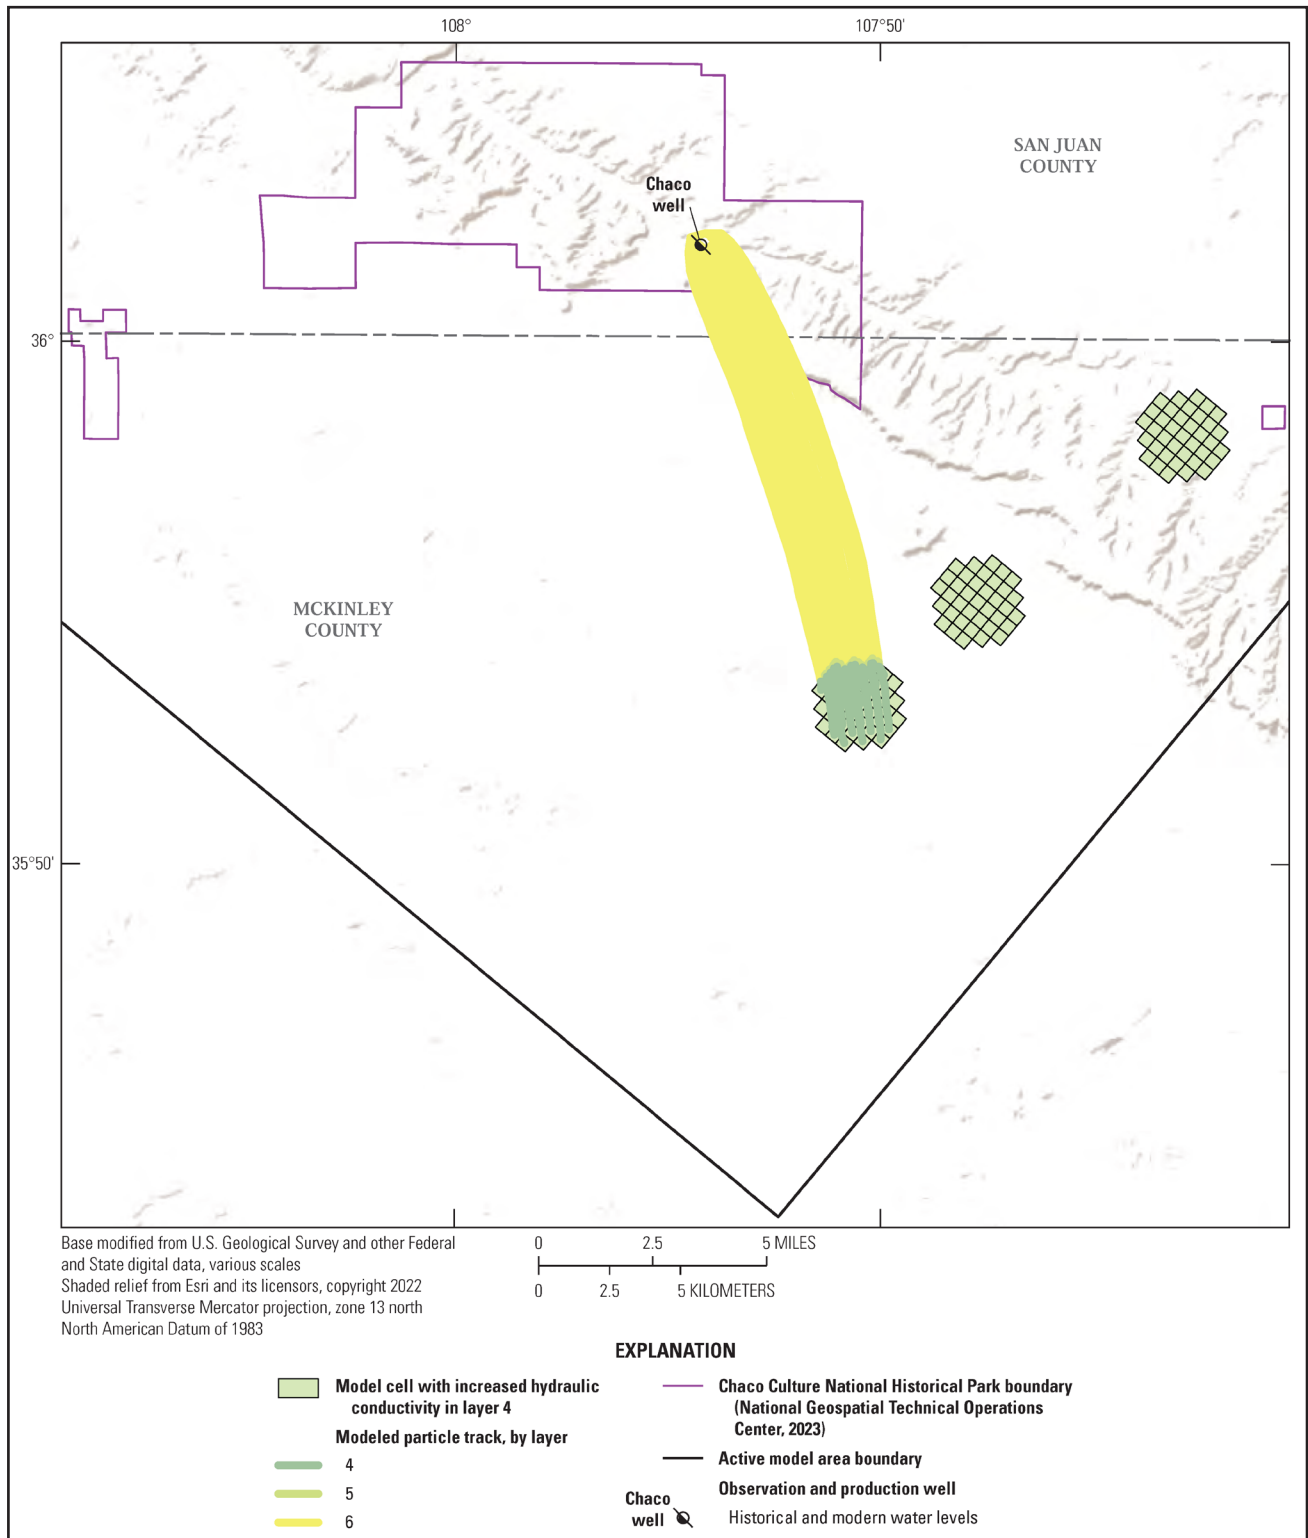 108°
107°50'
SAN JUAN
COUNTY
Chaco
well
36°
MCKINLEY
COUNTY
35°50'
Base modified from U.S. Geological Survey and other Federal
and State digital data, various scales
Shaded relief from Esri and its licensors, copyright 2022
Universal Transverse Mercator projection, zone 13 north
North American Datum of 1983
0 2.5 5 MILES
0 2.5 5 KILOMETERS
EXPLANATION
Model cell with increased hydraulic
conductivity in layer 4
Modeled particle track, by layer
4
5
6
Chaco Culture National Historical Park boundary
(National Geospatial Technical Operations
Center, 2023)
Active model area boundary
Observation and production well
Chaco
well
Historical and modern water levels